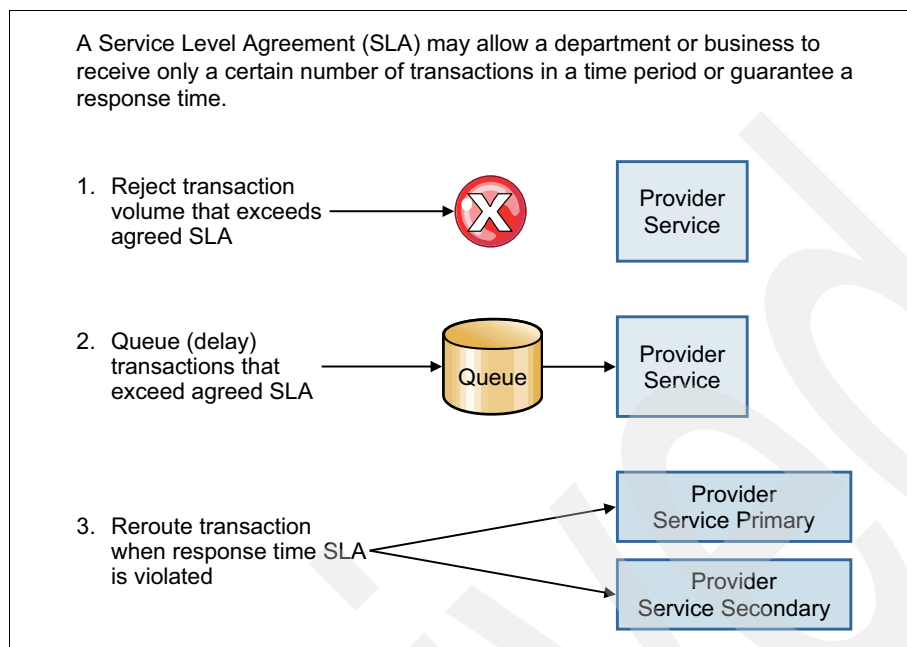 A Service Level Agreement (SLA) may allow a department or business to
receive only a certain number of transactions in a time period or guarantee a
response time.
1. Reject transaction
volume that exceeds
agreed SLA
X
Provider
Service
2. Queue (delay)
transactions that
exceed agreed SLA
Queue
Provider
Service
3. Reroute transaction
when response time SLA
is violated
Provider
Service Primary
Provider
Service Secondary